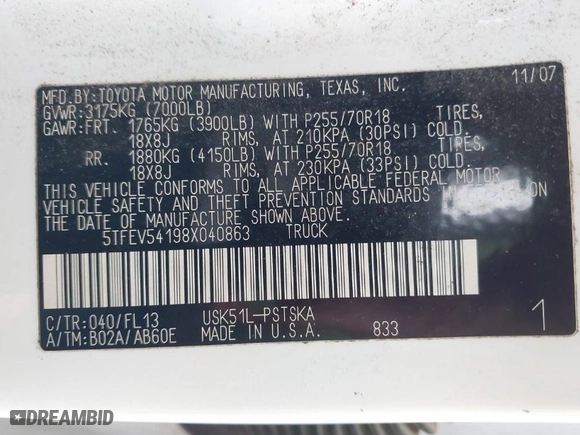 MFD.BY:TOYOTA MOTOR MANUFACTURING, TEXAS, INC. 11/07
GVWR:3175KG (7000LB)
GAWR:FRT. 1765KG (3900LB) WITH P255/70R18 TIRES,
18X8J RIMS, AT 210KPA (30PSI) COLD.
RR. 1880KG (4150LB) WITH P255/70R18 TIRES,
18X8J RIMS, AT 230KPA (33PSI) COLD.
THIS VEHICLE CONFORMS TO ALL APPLICABLE FEDERAL MOTOR
VEHICLE SAFETY AND THEFT PREVENTION STANDARDS IN EFFECT ON
THE DATE OF MANUFACTURE SHOWN ABOVE.
5TFEV54198X040863 TRUCK
C/TR:040/FL13 USK51L-PSTSKA
A/TM:B02A/AB60E MADE IN U.S.A. 833 1
DREAMBID